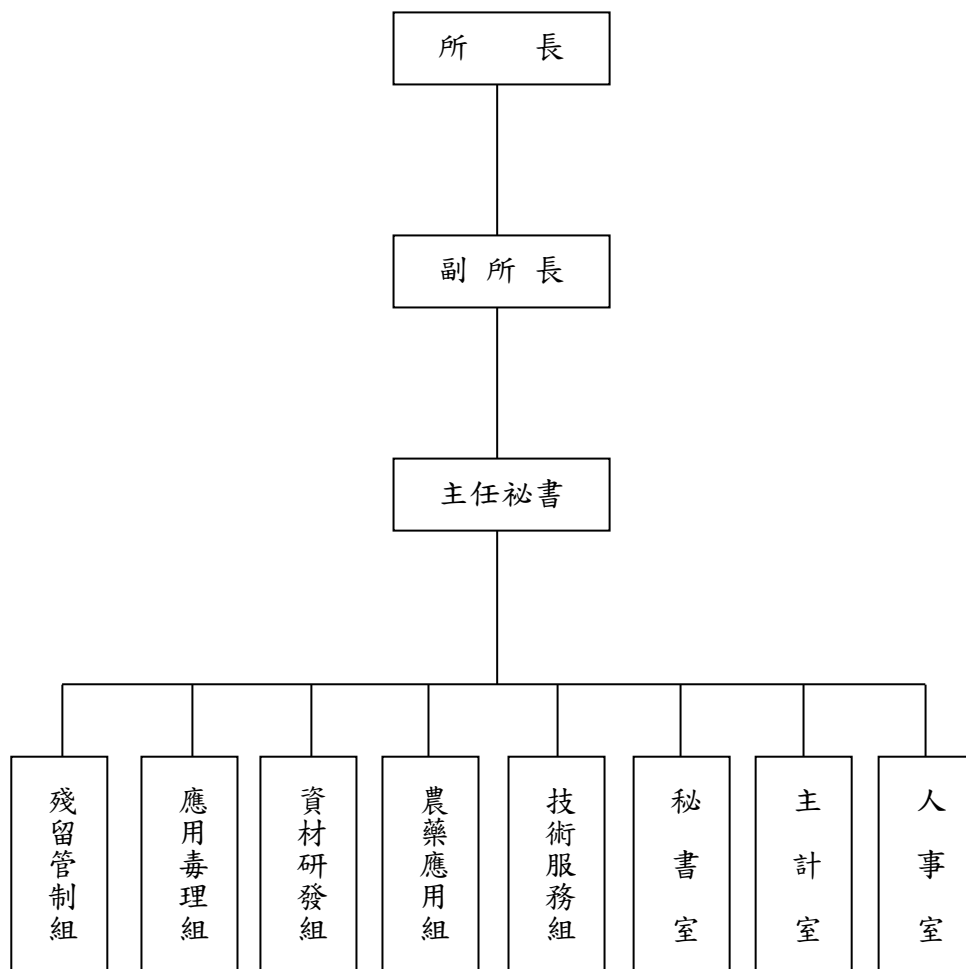 所長
副所長
主任祕書
殘留管制組
應用毒理組
資材研發組
農藥應用組
技術服務組
秘書室
主計室
人事室